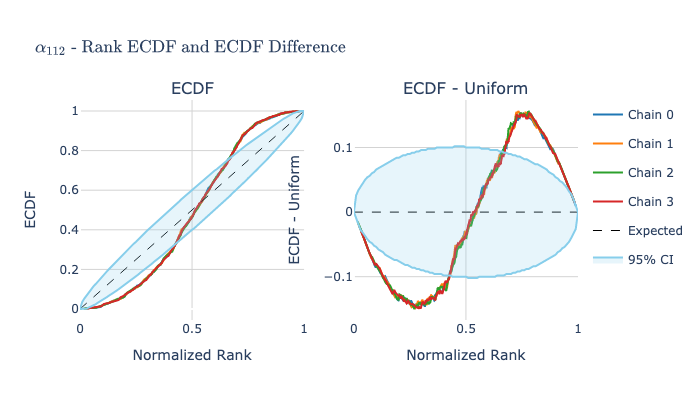 α₁₁₂ - Rank ECDF and ECDF Difference
ECDF
ECDF - Uniform
ECDF
1
0.8
0.6
0.4
0.2
0
0
0.5
1
Normalized Rank
ECDF - Uniform
0.1
0
−0.1
0
0.5
1
Normalized Rank
Chain 0
Chain 1
Chain 2
Chain 3
Expected
95% CI